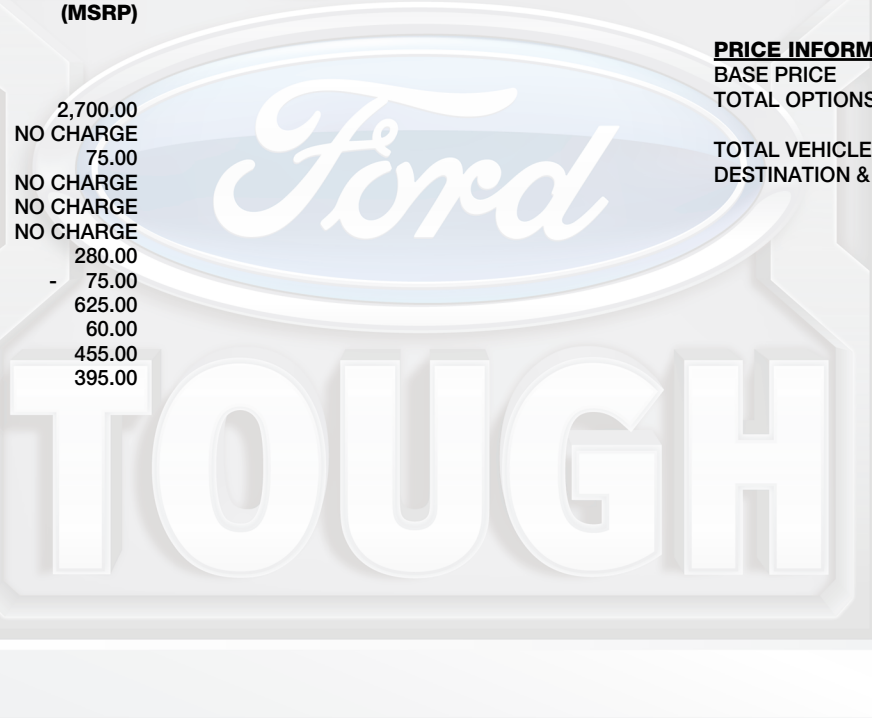 (MSRP)
2,700.00
NO CHARGE
75.00
NO CHARGE
NO CHARGE
NO CHARGE
280.00
- 75.00
625.00
60.00
455.00
395.00
PRICE INFORM
BASE PRICE
TOTAL OPTIONS
TOTAL VEHICLE
DESTINATION &
Ford
TOUGH